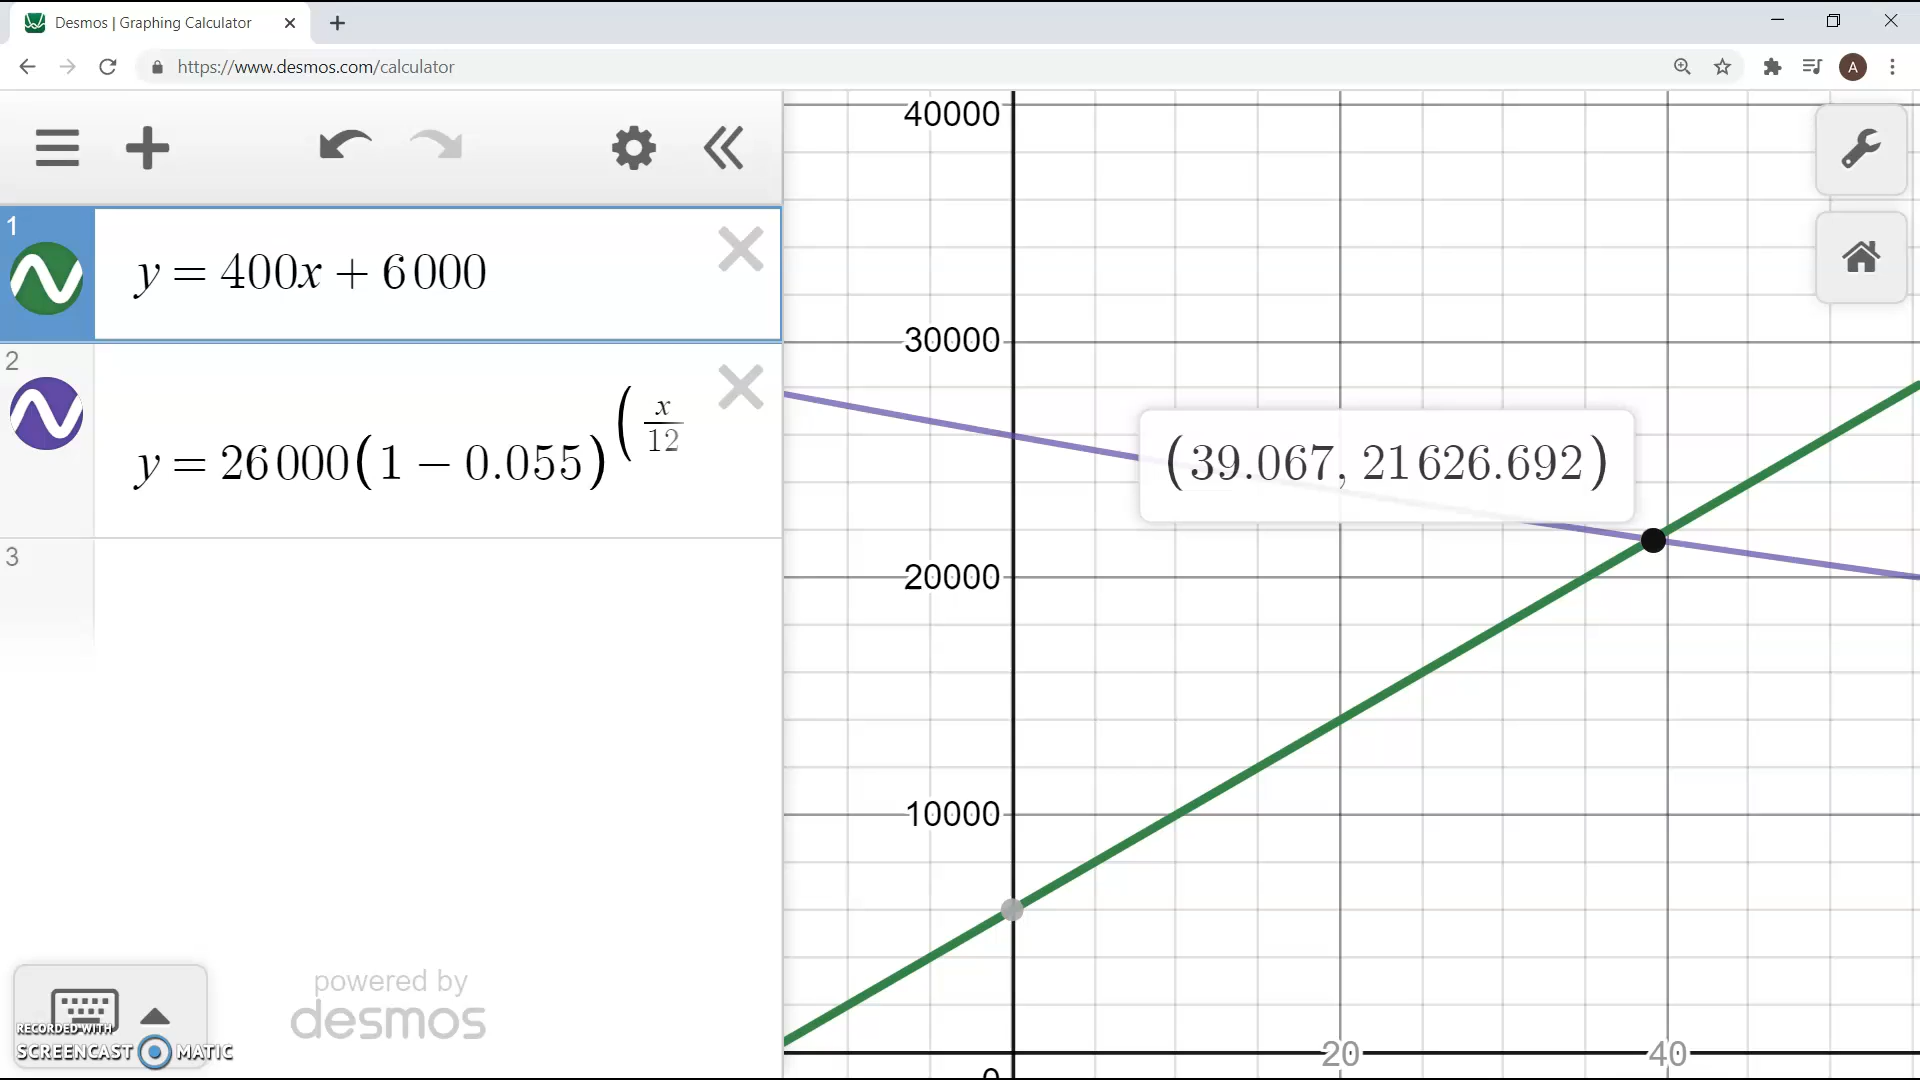 Desmos | Graphing Calculator
https://www.desmos.com/calculator
A
1
y = 400x + 6000
2
y = 26000(1 − 0.055)^(x/12
3
powered by
desmos
RECORDED WITH
SCREENCAST MATIC
40000
30000
(39.067, 21626.692)
20000
10000
20
40
0